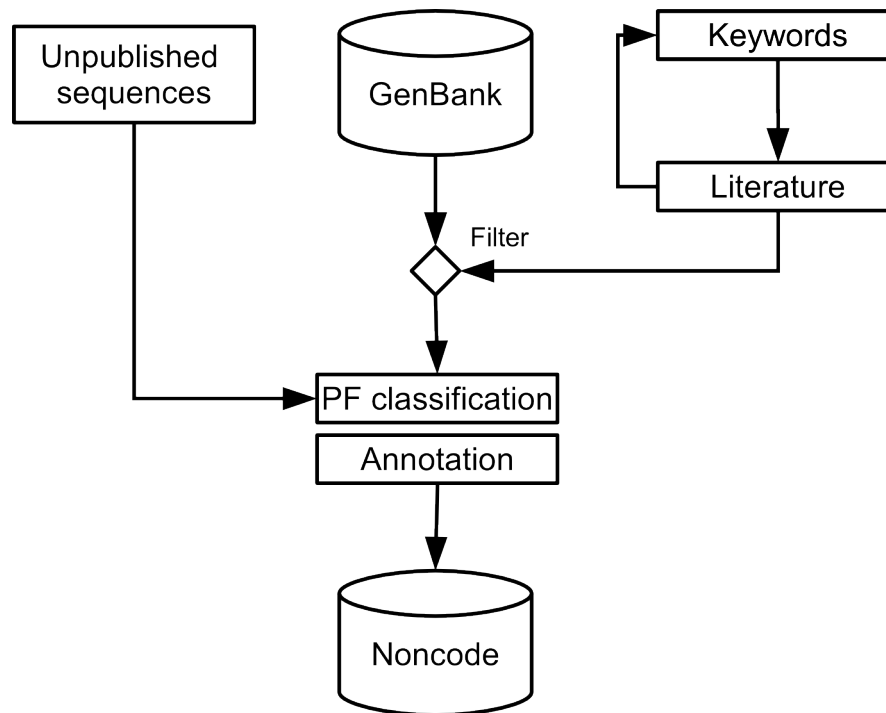 Unpublished
sequences
GenBank
Keywords
Literature
Filter
PF classification
Annotation
Noncode